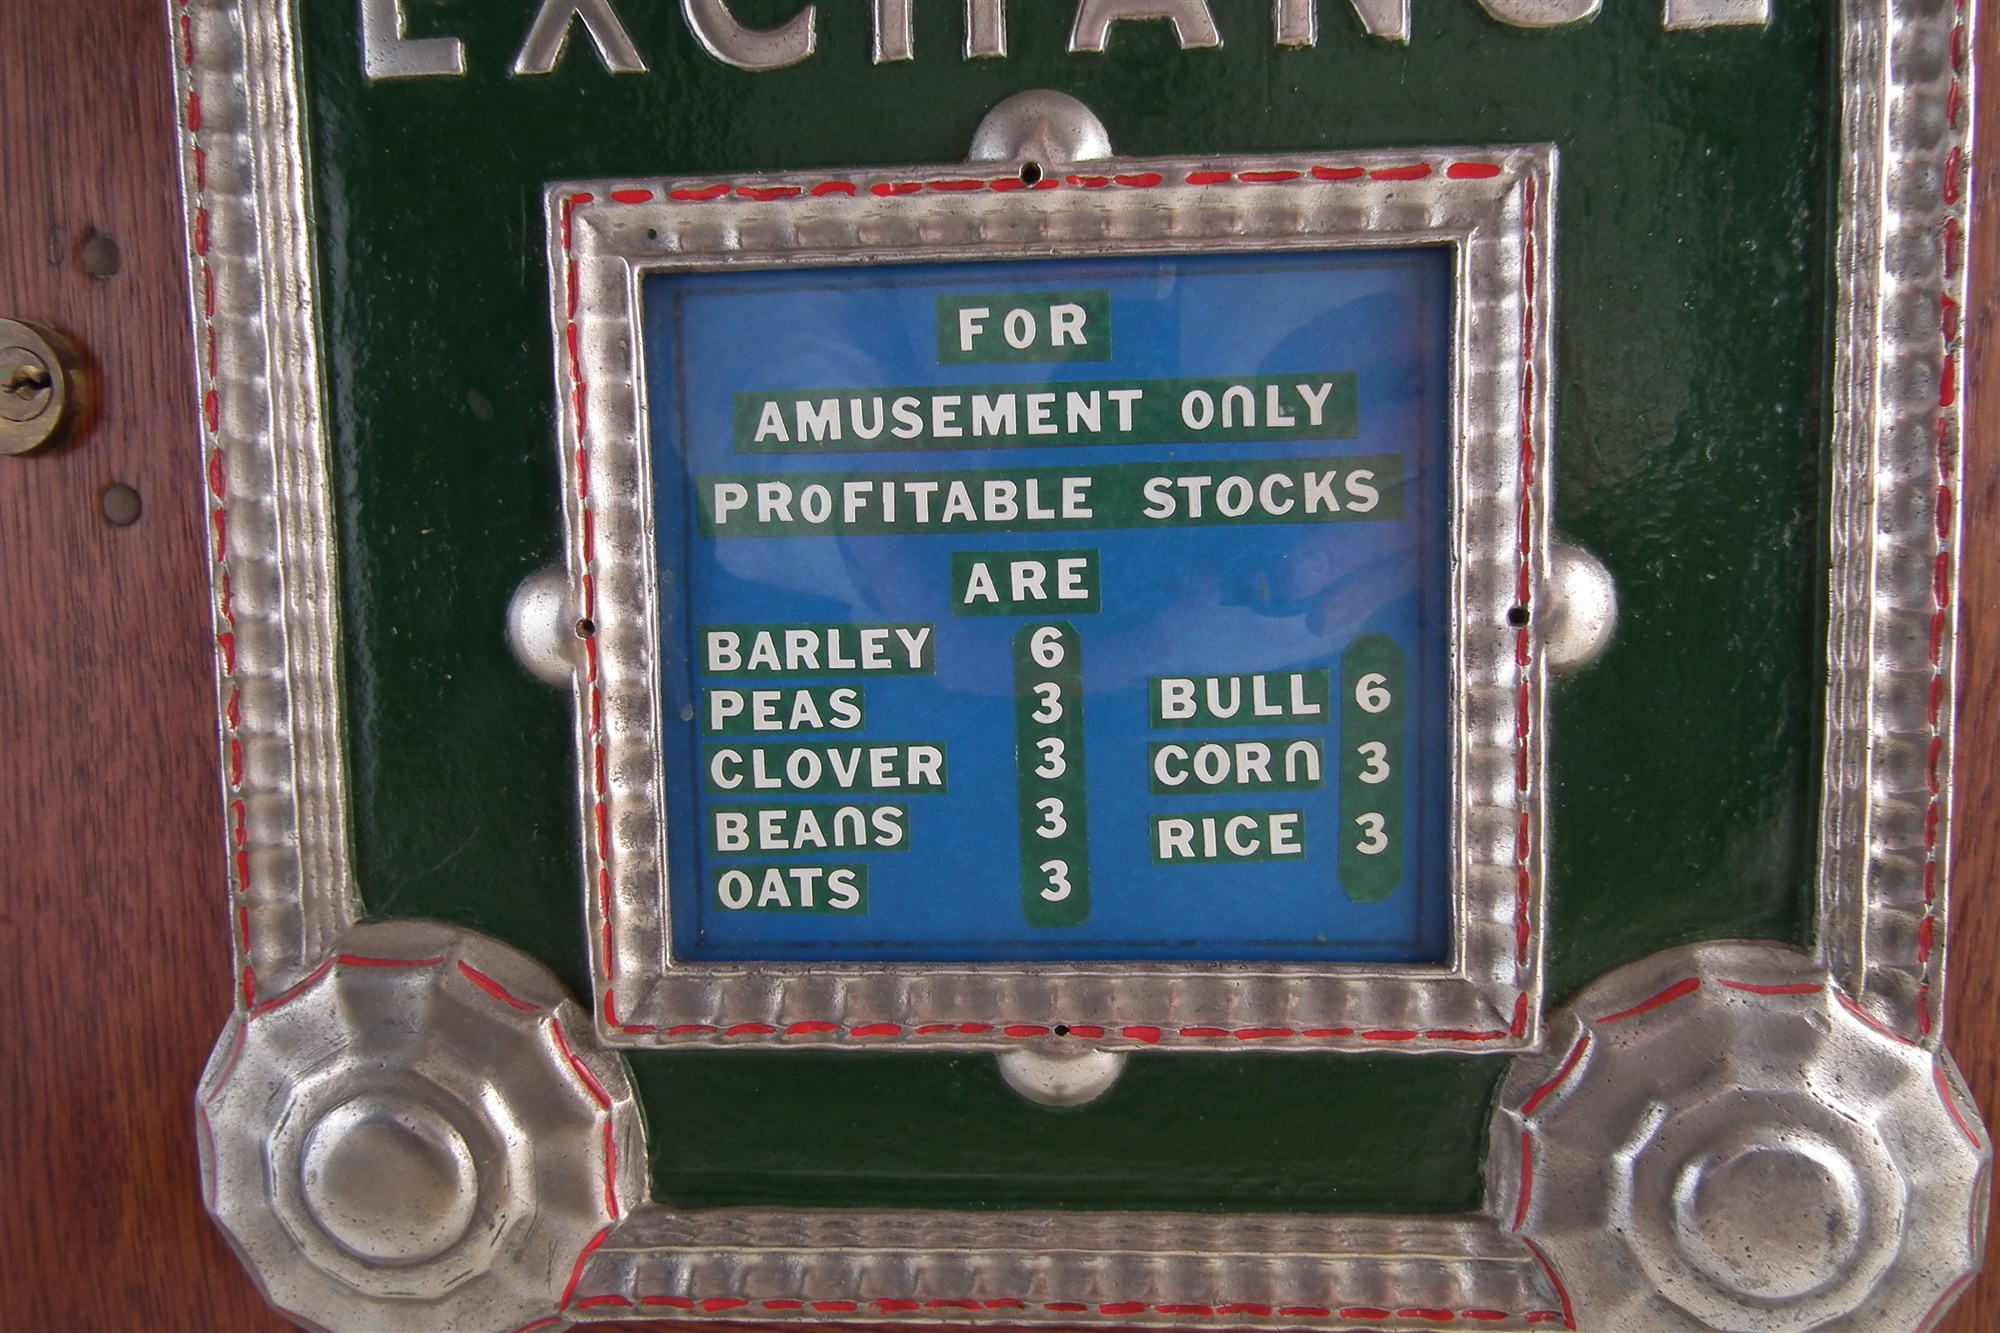 EXCHANGE
FOR
AMUSEMENT ONLY
PROFITABLE STOCKS
ARE
BARLEY 6
PEAS 3
CLOVER 3
BEANS 3
OATS 3
BULL 6
CORN 3
RICE 3